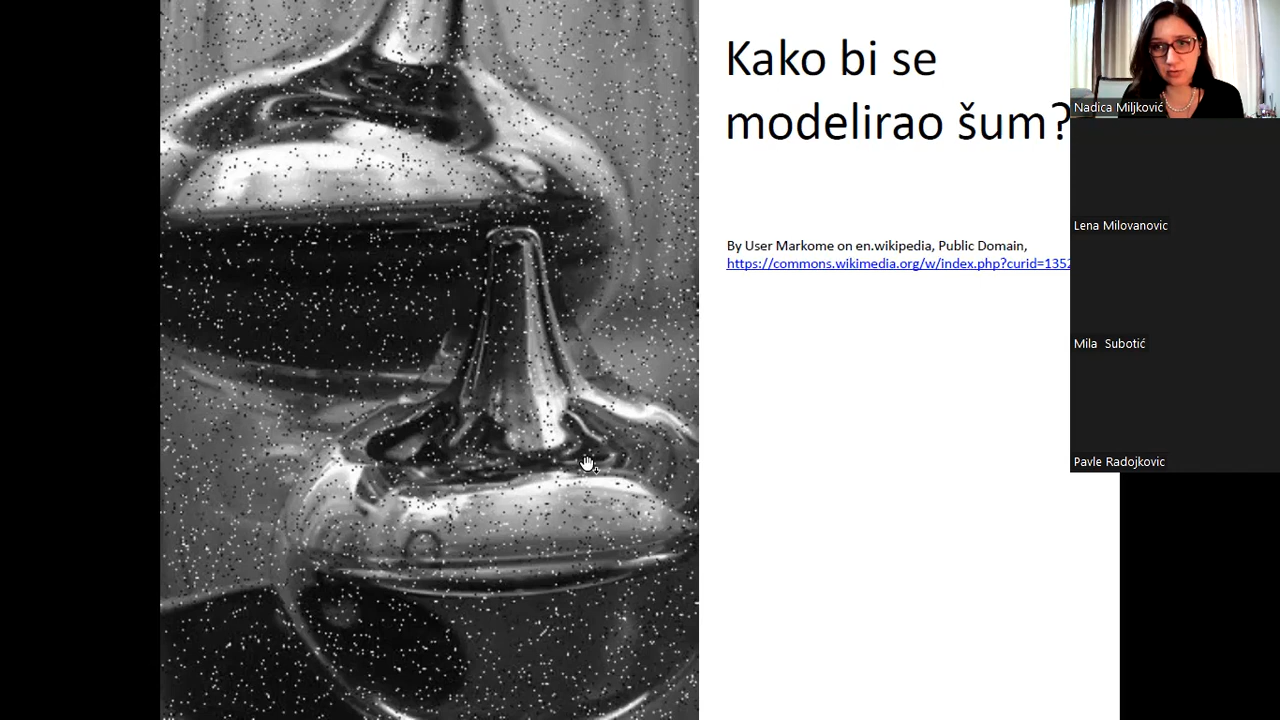 Kako bi se
modelirao šum?
By User Markome on en.wikipedia, Public Domain,
https://commons.wikimedia.org/w/index.php?curid=1352
Nadica Miljković
Lena Milovanovic
Mila Subotić
Pavle Radojkovic